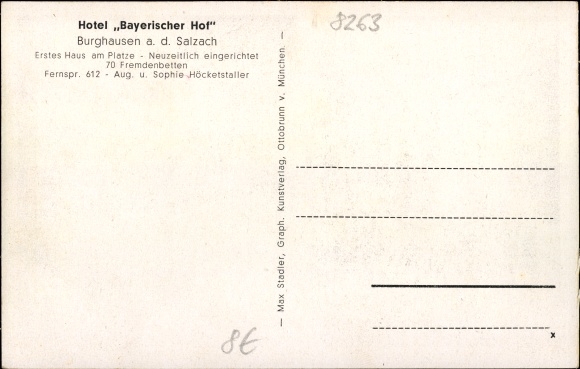 Hotel „Bayerischer Hof"
Burghausen a. d. Salzach
Erstes Haus am Platze - Neuzeitlich eingerichtet
70 Fremdenbetten
Fernspr. 612 - Aug. u. Sophie Höcketstaller
8263
— Max Stadler, Graph. Kunstverlag, Ottobrunn v. München. —
8€
x